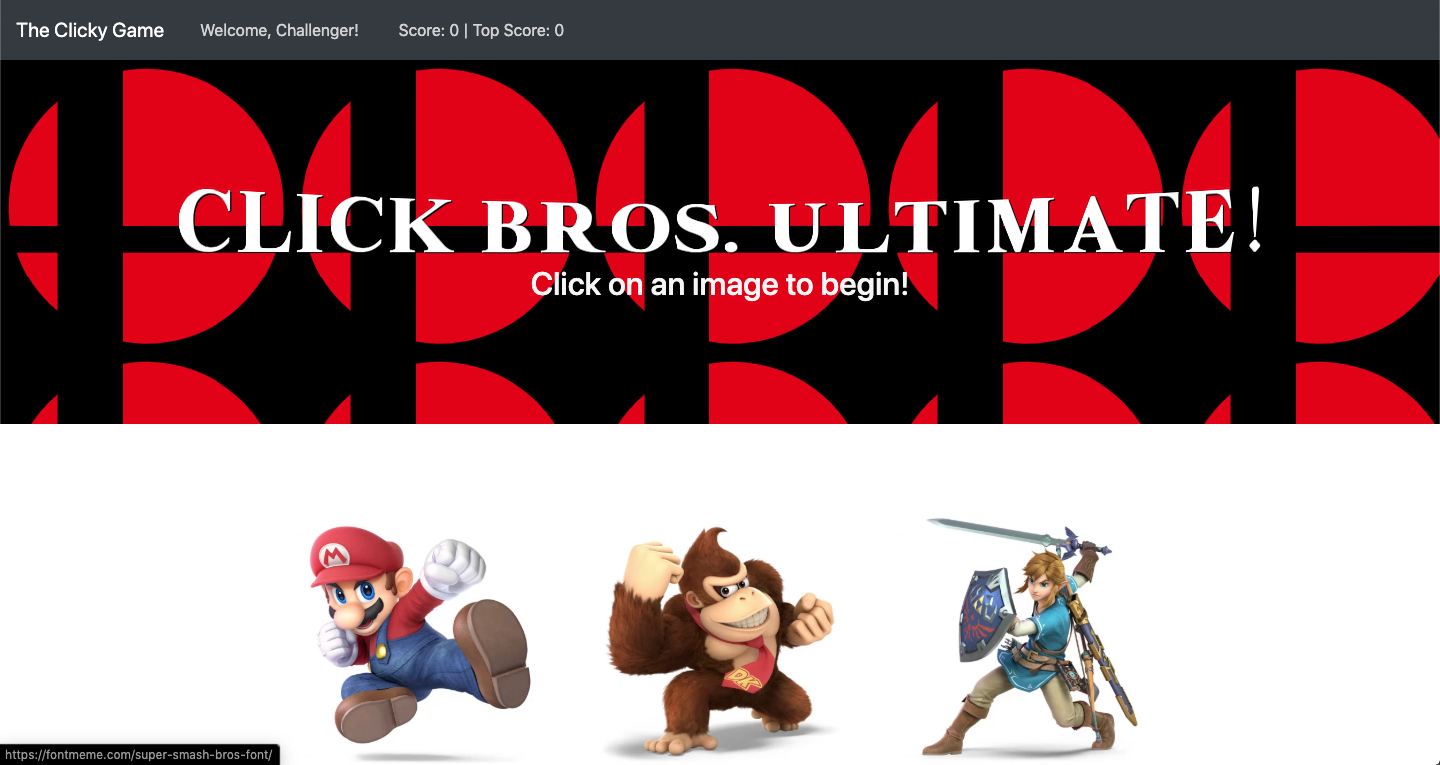 The Clicky Game Welcome, Challenger! Score: 0 | Top Score: 0
CLICK BROS. ULTIMATE!
Click on an image to begin!
M
DK
https://fontmeme.com/super-smash-bros-font/